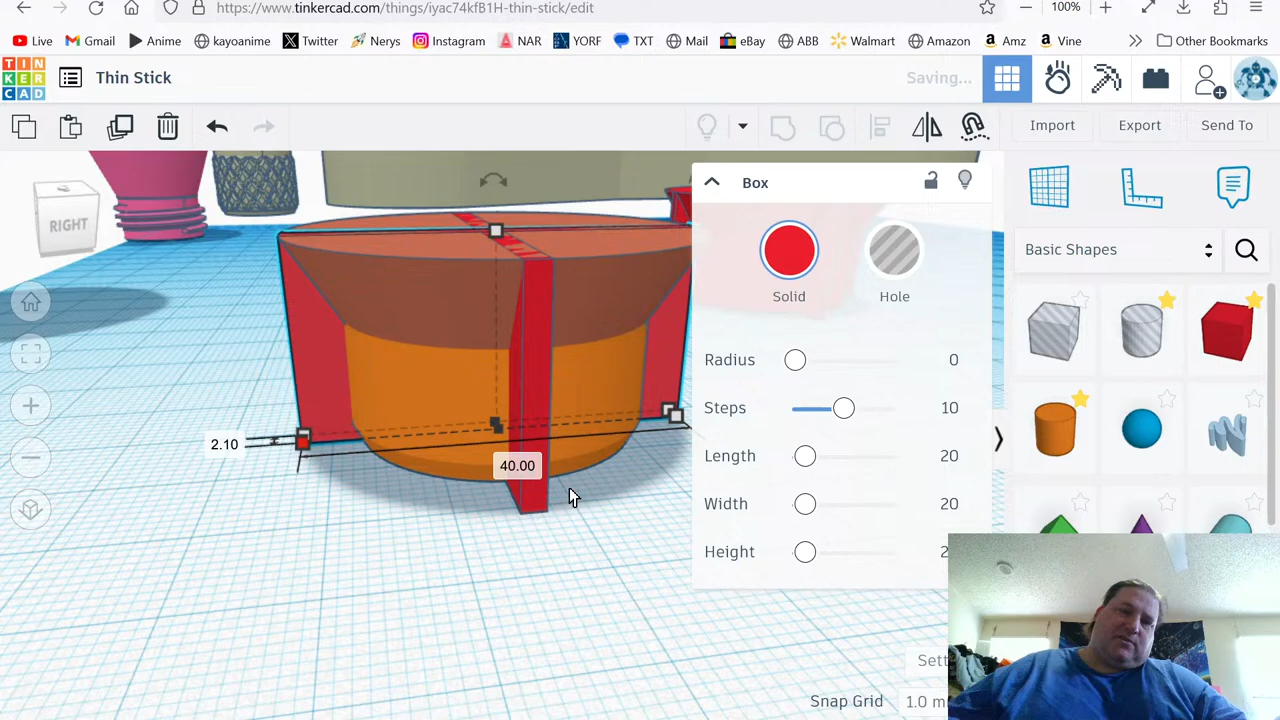 https://www.tinkercad.com/things/iyac74kfB1H-thin-stick/edit
100%
Live
Gmail
Anime
kayoanime
Twitter
Nerys
Instagram
NAR
YORF
TXT
Mail
eBay
ABB
Walmart
Amazon
Amz
Vine
Other Bookmarks
TIN
KER
CAD
Thin Stick
Saving...
Import
Export
Send To
RIGHT
Box
Solid
Hole
Radius 0
Steps 10
Length 20
Width 20
Height 2
Basic Shapes
2.10
40.00
Sett
Snap Grid 1.0 m